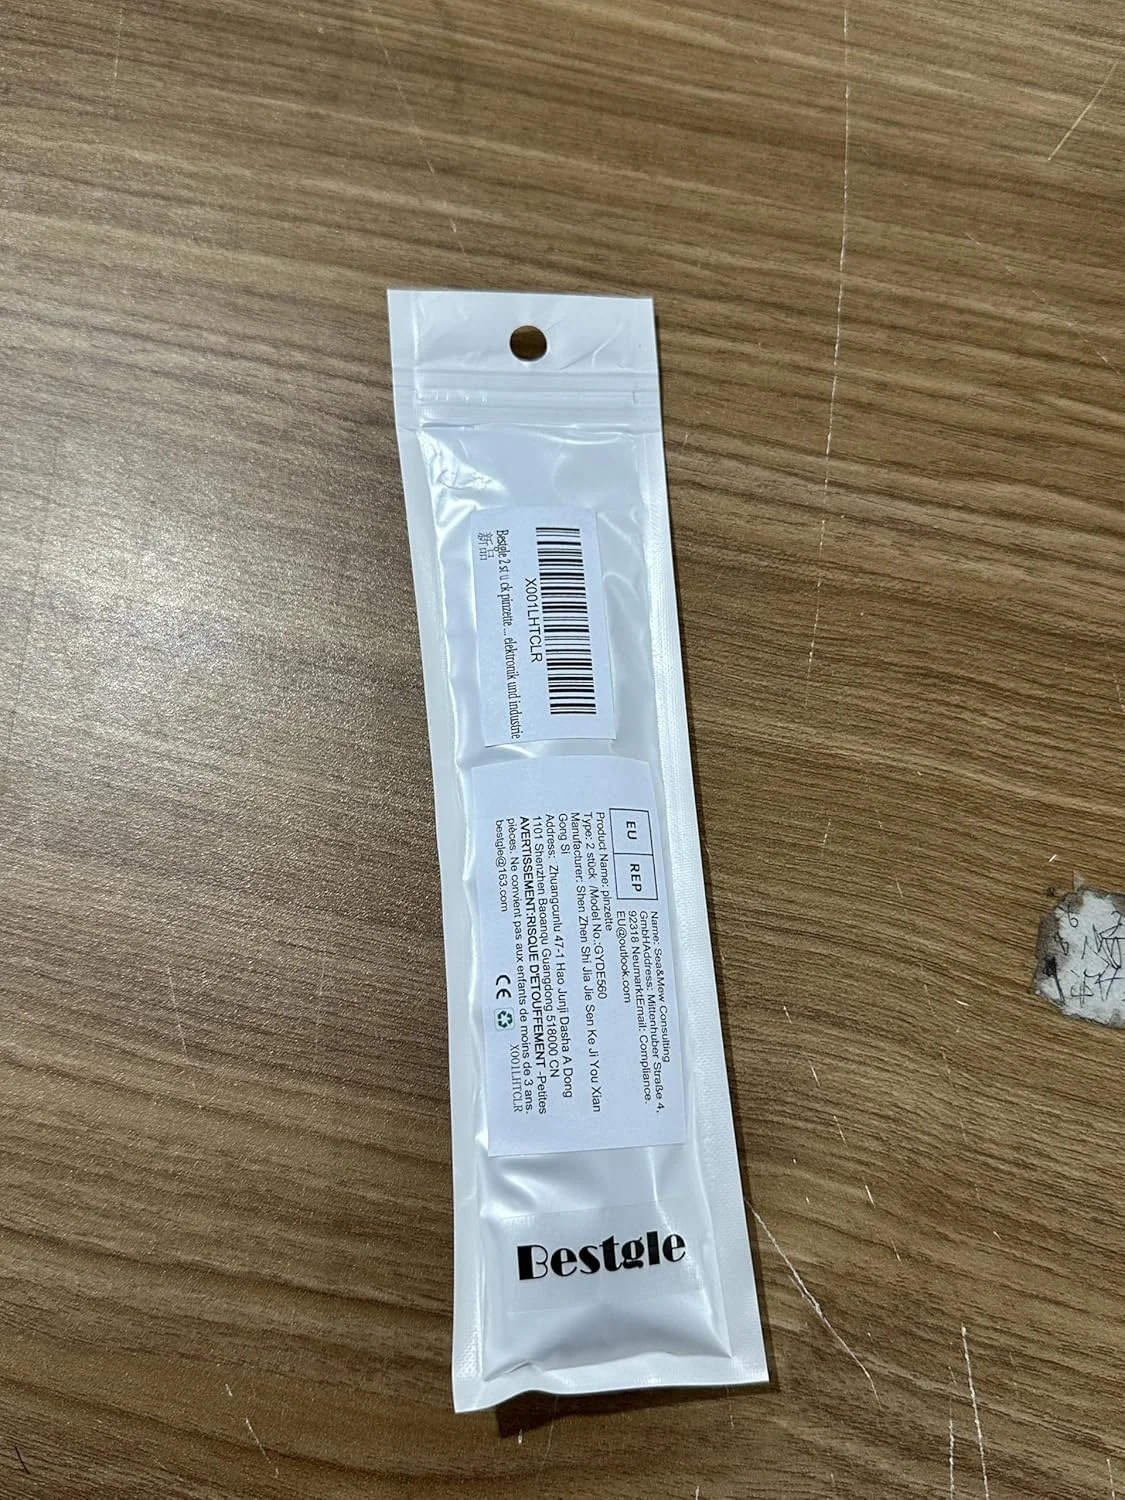 X001LHTCLR
Bestgle 2 st ü ck pinzette ... elektronik und industrie
新品
EU REP
Name: Sea&Mew Consulting
GmbHAddress: Mittenhuber Straße 4,
92318 NeumarktEmail: Compliance.
EU@outlook.com
Product Name: pinzette
Type: 2 stück /Model No.:GYDE560
Manufacturer: Shen Zhen Shi Jia Jie Sen Ke Ji You Xian
Gong Si
Address: Zhuangcunlu 47-1 Hao Junji Dasha A Dong
1101 Shenzhen Baoanqu Guangdong 518000 CN
AVERTISSEMENT:RISQUE D'ETOUFFEMENT -Petites
pièces. Ne convient pas aux enfants de moins de 3 ans.
bestgle@163.com
CE
X001LHTCLR
Bestgle